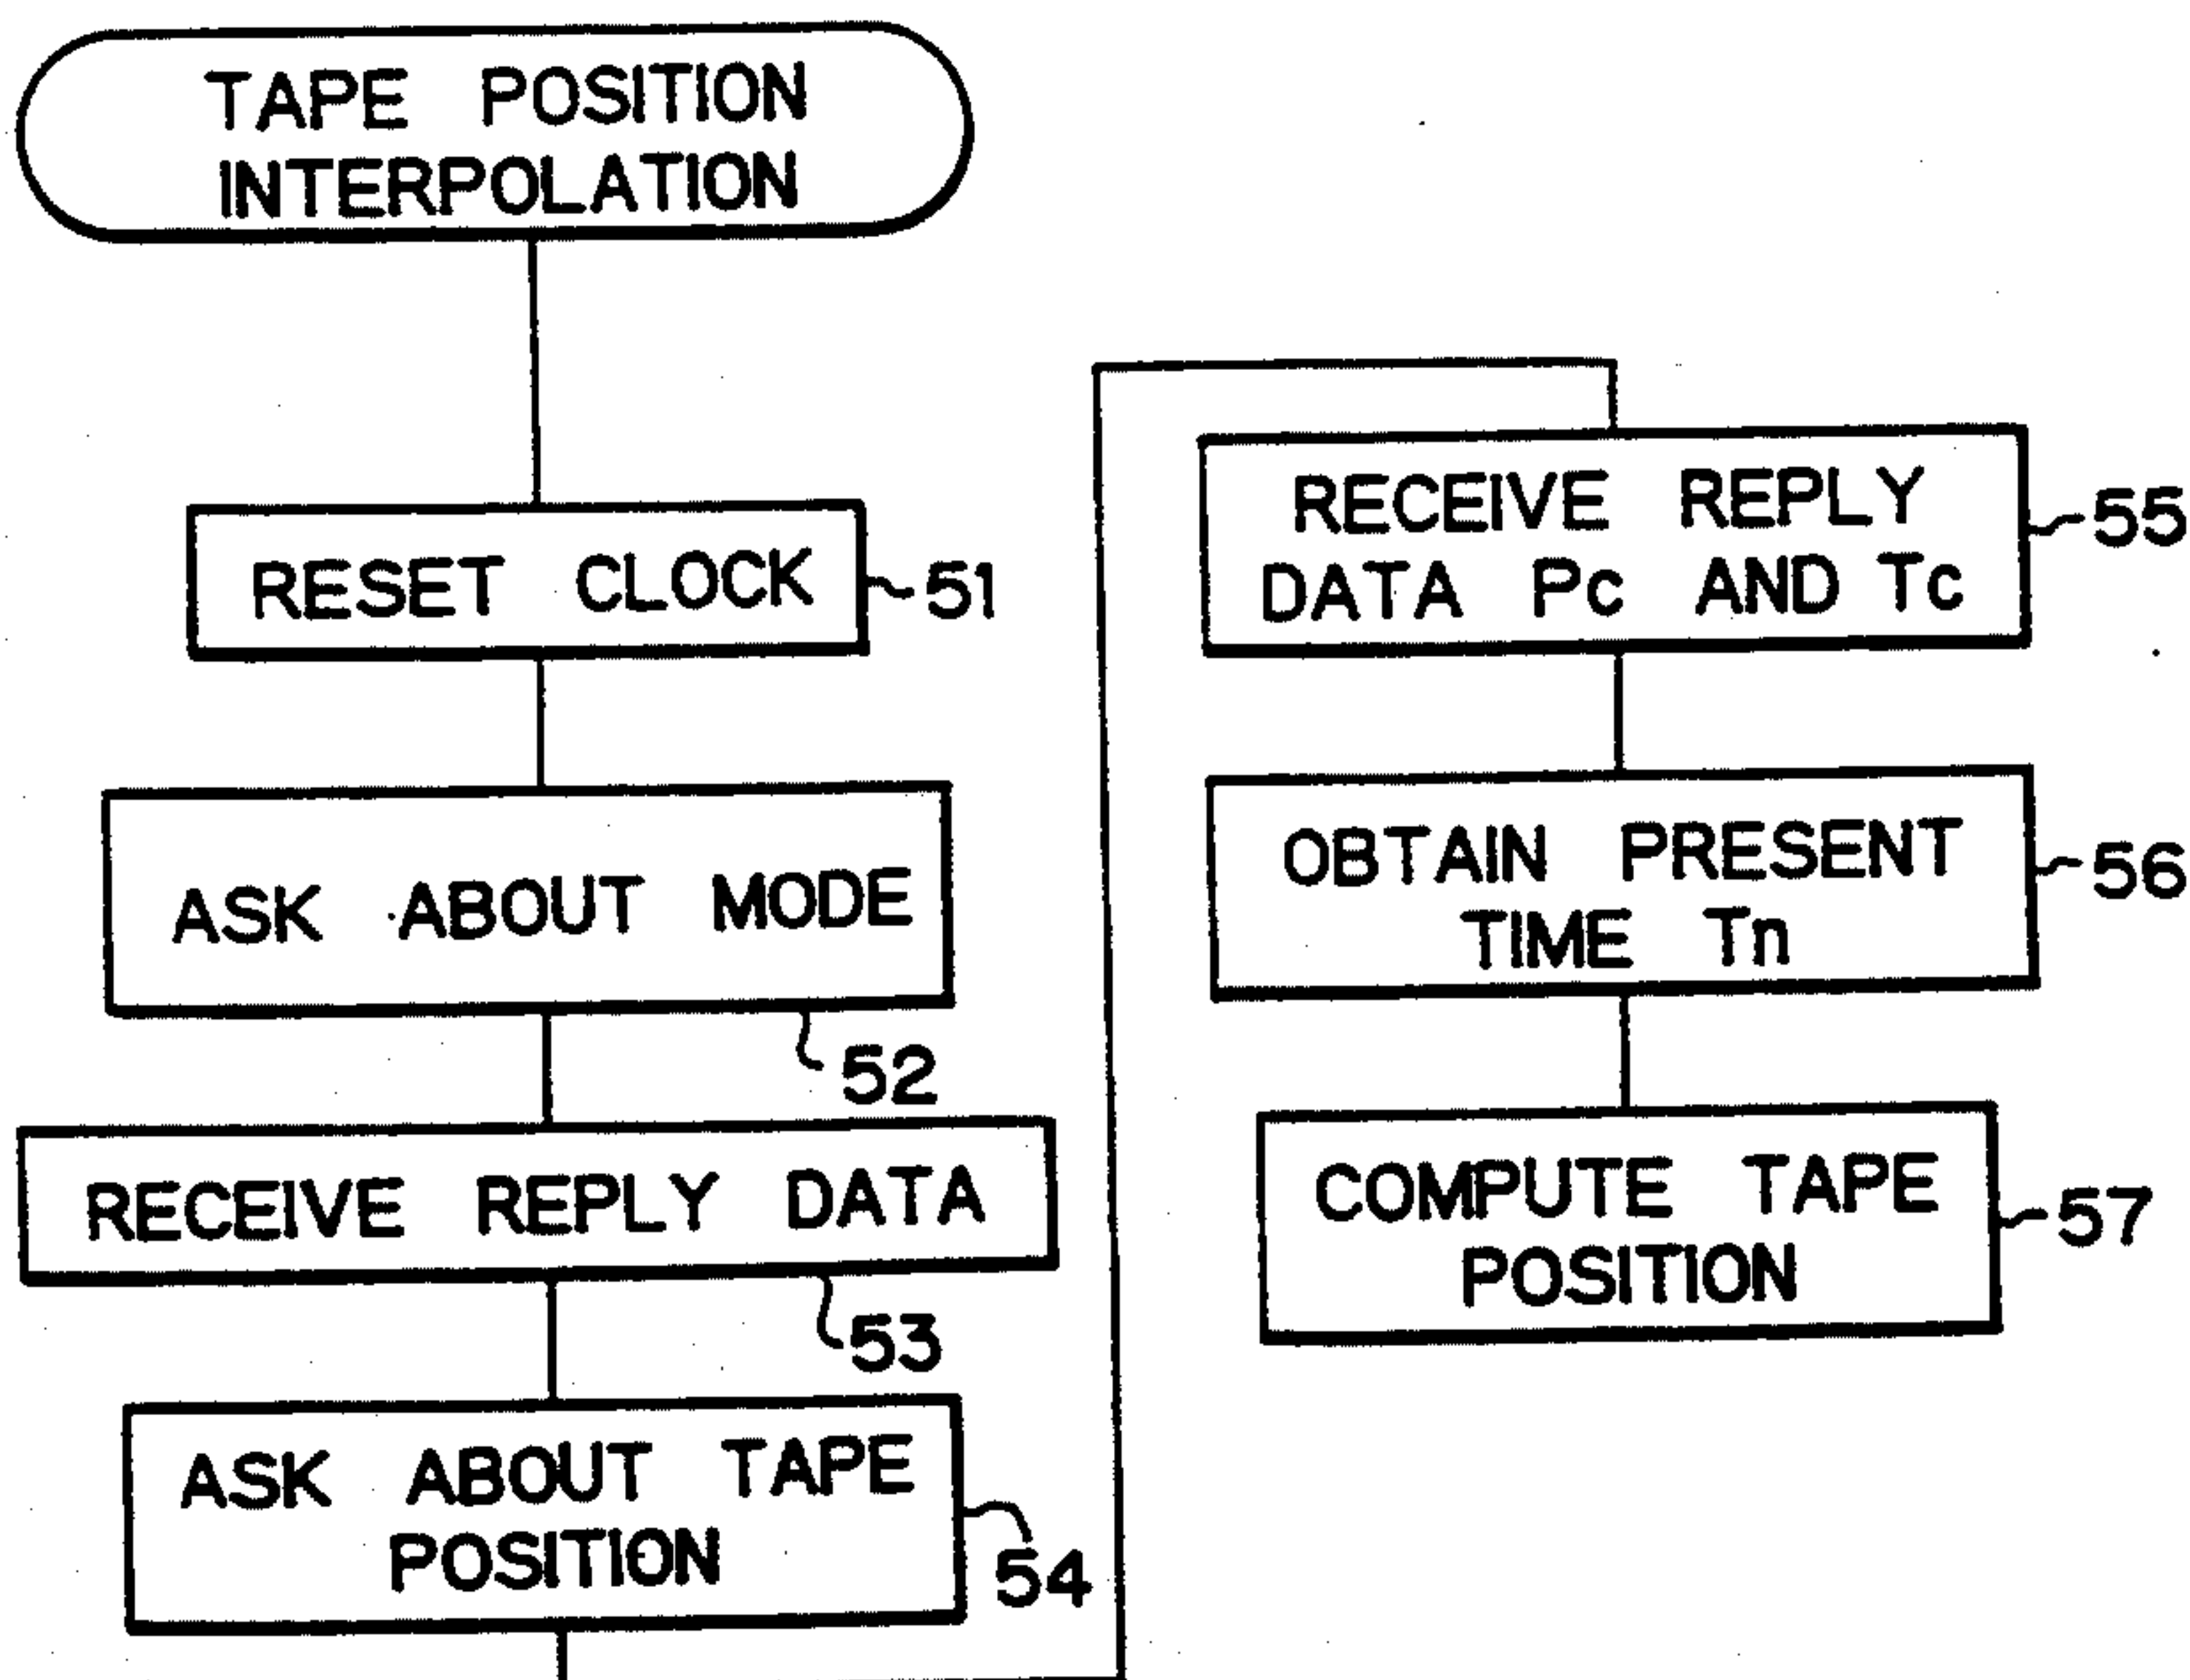 TAPE POSITION
INTERPOLATION
RESET CLOCK
51
ASK ABOUT MODE
52
RECEIVE REPLY DATA
53
ASK ABOUT TAPE
POSITION
54
RECEIVE REPLY
DATA Pc AND Tc
55
OBTAIN PRESENT
TIME Tn
56
COMPUTE TAPE
POSITION
57